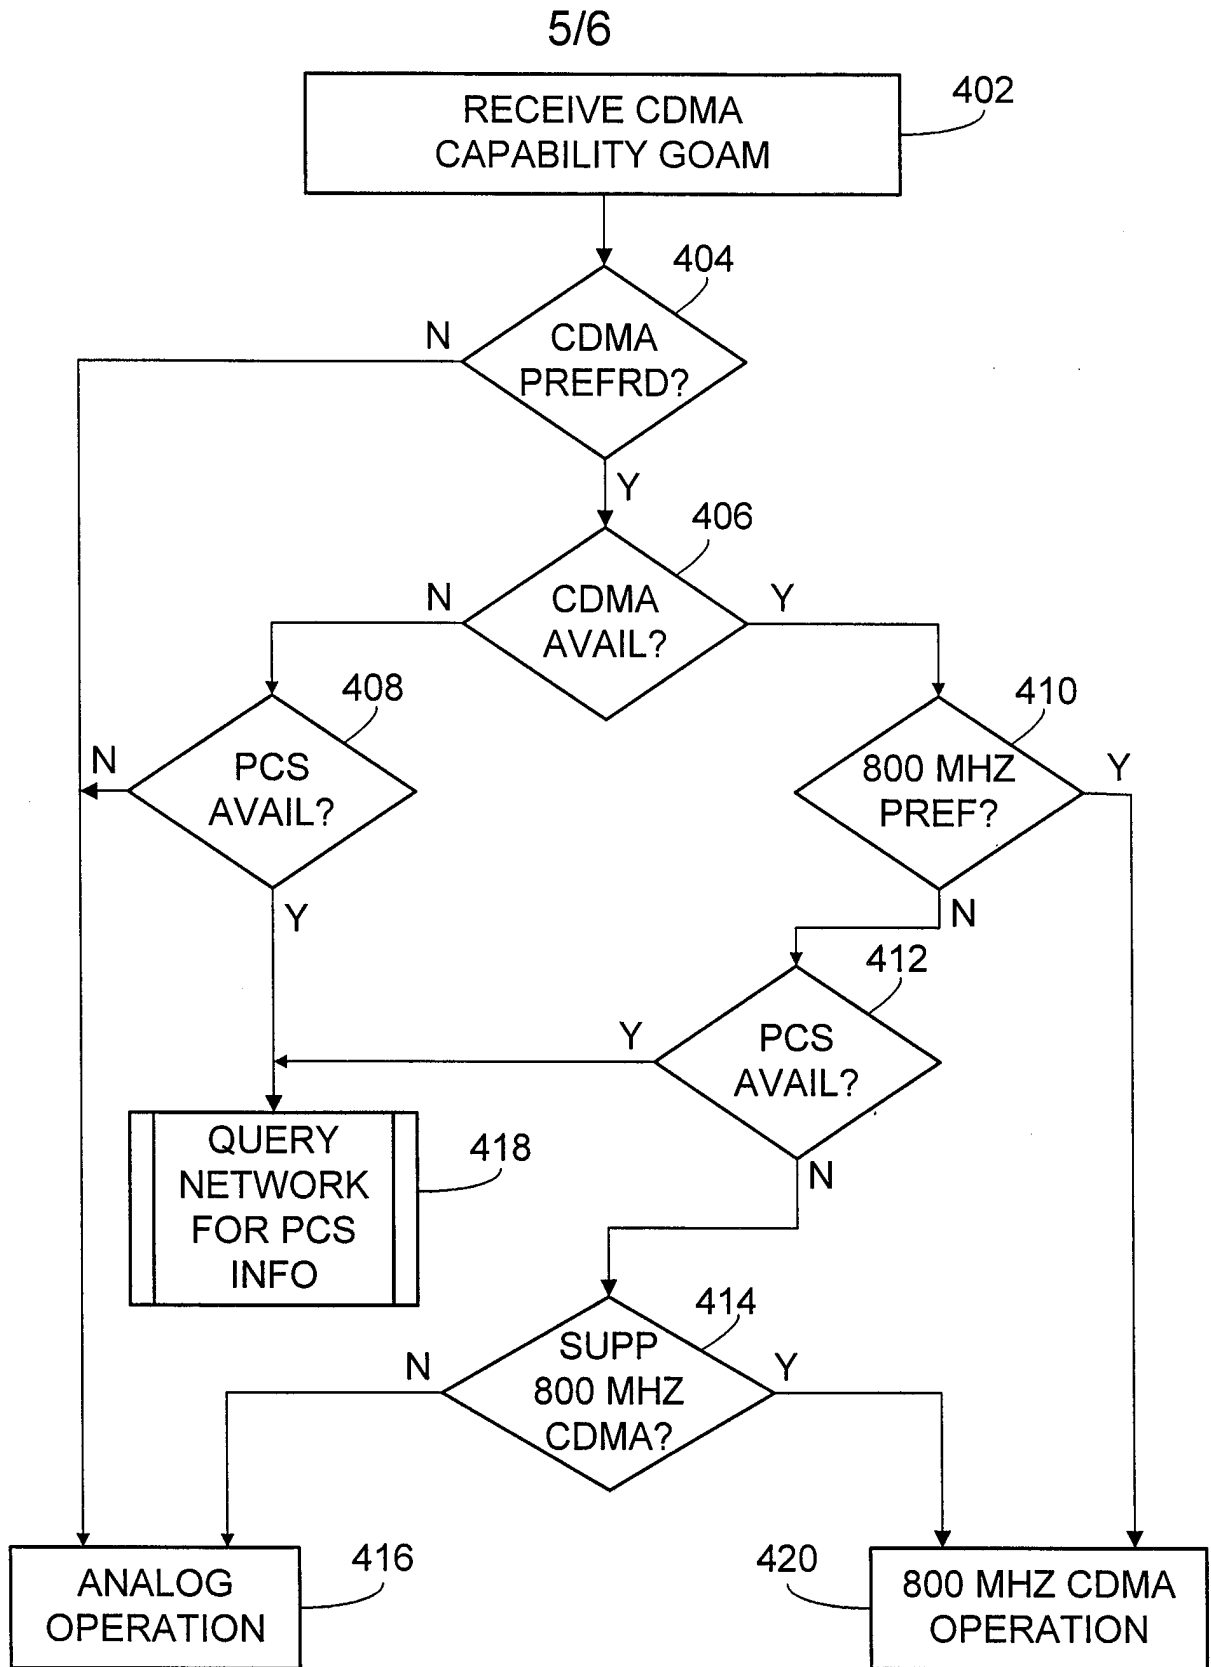 5/6
RECEIVE CDMA
CAPABILITY GOAM
402
404
N
CDMA
PREFRD?
Y
406
N
CDMA
AVAIL?
Y
408
410
N
PCS
AVAIL?
800 MHZ
PREF?
Y
Y
N
412
Y
PCS
AVAIL?
QUERY
NETWORK
FOR PCS
INFO
418
N
414
N
SUPP
800 MHZ
CDMA?
Y
ANALOG
OPERATION
416
420
800 MHZ CDMA
OPERATION